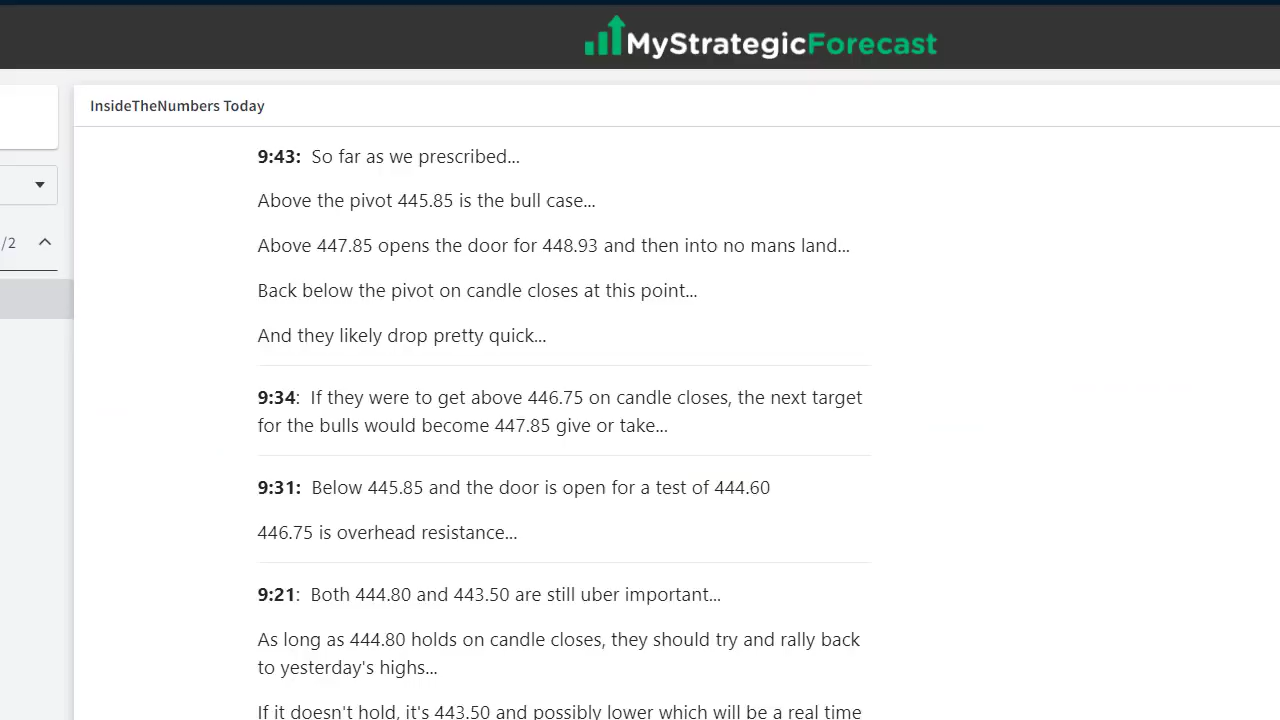 MyStrategicForecast
InsideTheNumbers Today
/2
9:43: So far as we prescribed...
Above the pivot 445.85 is the bull case...
Above 447.85 opens the door for 448.93 and then into no mans land...
Back below the pivot on candle closes at this point...
And they likely drop pretty quick...
9:34: If they were to get above 446.75 on candle closes, the next target
for the bulls would become 447.85 give or take...
9:31: Below 445.85 and the door is open for a test of 444.60
446.75 is overhead resistance...
9:21: Both 444.80 and 443.50 are still uber important...
As long as 444.80 holds on candle closes, they should try and rally back
to yesterday's highs...
If it doesn't hold, it's 443.50 and possibly lower which will be a real time